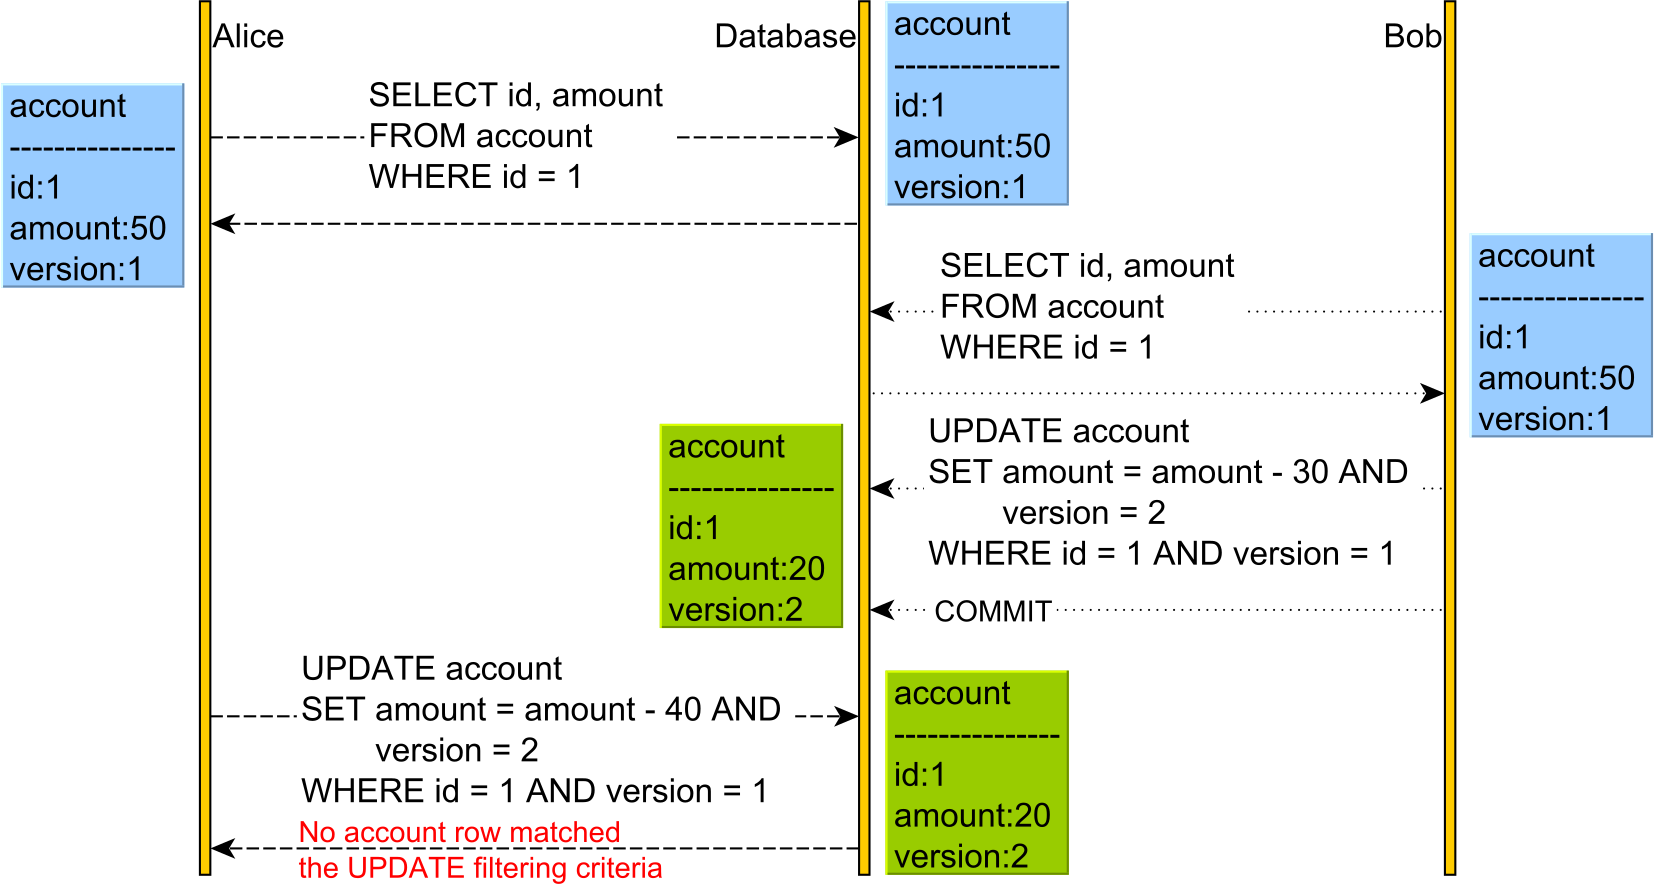 Alice
Database
Bob
account
---------------
id:1
amount:50
version:1
account
---------------
id:1
amount:50
version:1
SELECT id, amount
FROM account
WHERE id = 1
SELECT id, amount
FROM account
WHERE id = 1
account
---------------
id:1
amount:50
version:1
UPDATE account
SET amount = amount - 30 AND
version = 2
WHERE id = 1 AND version = 1
account
---------------
id:1
amount:20
version:2
COMMIT
UPDATE account
SET amount = amount - 40 AND
version = 2
WHERE id = 1 AND version = 1
account
---------------
id:1
amount:20
version:2
No account row matched
the UPDATE filtering criteria